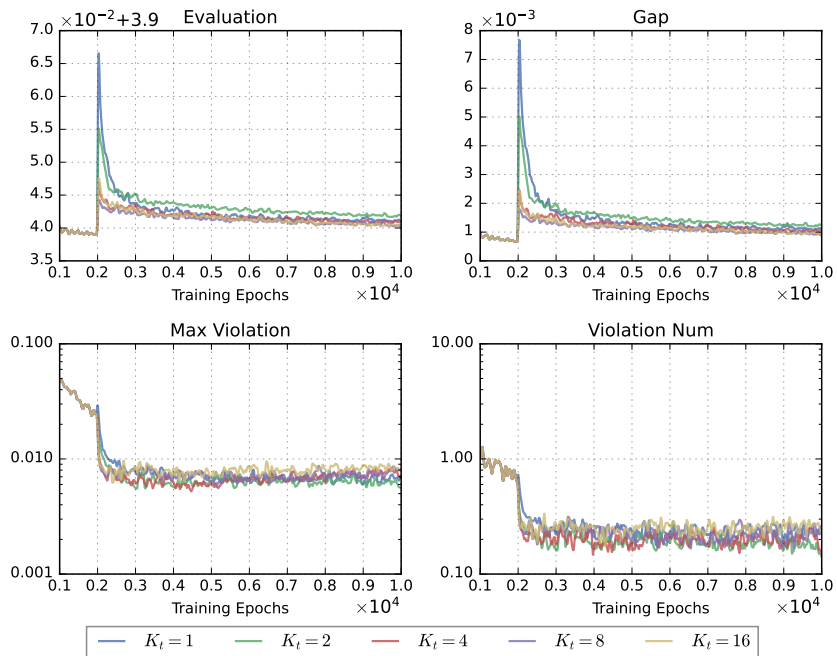 ×10⁻²+3.9 Evaluation
7.0
6.5
6.0
5.5
5.0
4.5
4.0
3.5
0.1 0.2 0.3 0.4 0.5 0.6 0.7 0.8 0.9 1.0
Training Epochs ×10⁴
×10⁻³ Gap
8
7
6
5
4
3
2
1
0
0.1 0.2 0.3 0.4 0.5 0.6 0.7 0.8 0.9 1.0
Training Epochs ×10⁴
Max Violation
0.100
0.010
0.001
0.1 0.2 0.3 0.4 0.5 0.6 0.7 0.8 0.9 1.0
Training Epochs ×10⁴
Violation Num
10.00
1.00
0.10
0.1 0.2 0.3 0.4 0.5 0.6 0.7 0.8 0.9 1.0
Training Epochs ×10⁴
Kₜ = 1 Kₜ = 2 Kₜ = 4 Kₜ = 8 Kₜ = 16